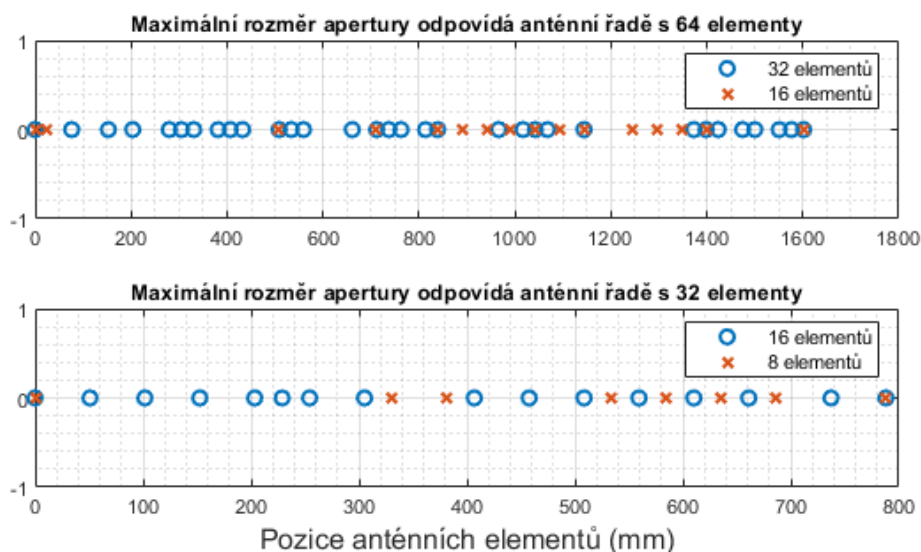 Maximální rozměr apertury odpovídá anténní řadě s 64 elementy
1
0
-1
32 elementů
16 elementů
0 200 400 600 800 1000 1200 1400 1600 1800
Maximální rozměr apertury odpovídá anténní řadě s 32 elementy
1
0
-1
16 elementů
8 elementů
0 100 200 300 400 500 600 700 800
Pozice anténních elementů (mm)